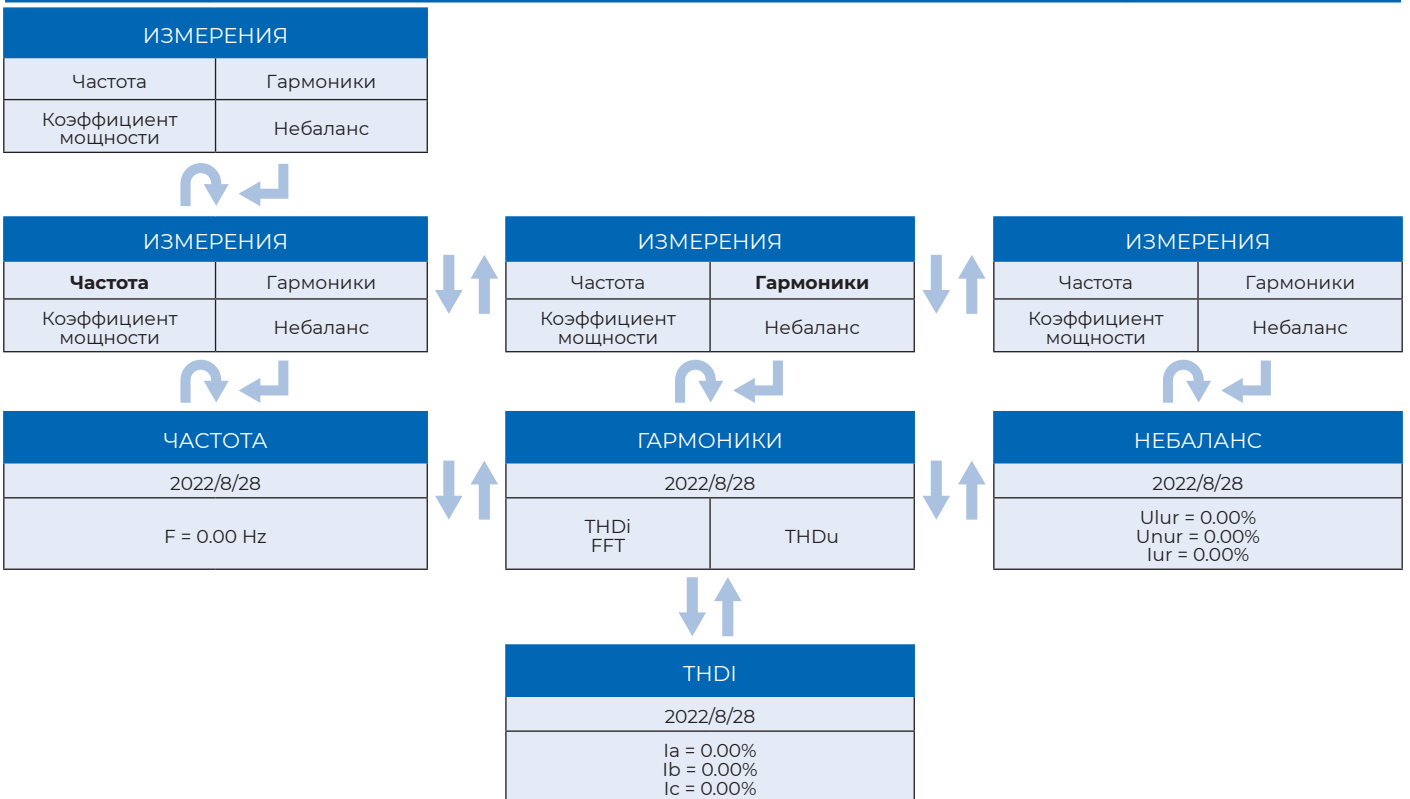 ИЗМЕРЕНИЯ
Частота Гармоники
Коэффициент
мощности
Небаланс
ИЗМЕРЕНИЯ
Частота Гармоники
Коэффициент
мощности
Небаланс
ИЗМЕРЕНИЯ
Частота Гармоники
Коэффициент
мощности
Небаланс
ИЗМЕРЕНИЯ
Частота Гармоники
Коэффициент
мощности
Небаланс
ЧАСТОТА
2022/8/28
F = 0.00 Hz
ГАРМОНИКИ
2022/8/28
THDi
FFT
THDu
НЕБАЛАНС
2022/8/28
Ulur = 0.00%
Unur = 0.00%
Iur = 0.00%
THDI
2022/8/28
Ia = 0.00%
Ib = 0.00%
Ic = 0.00%